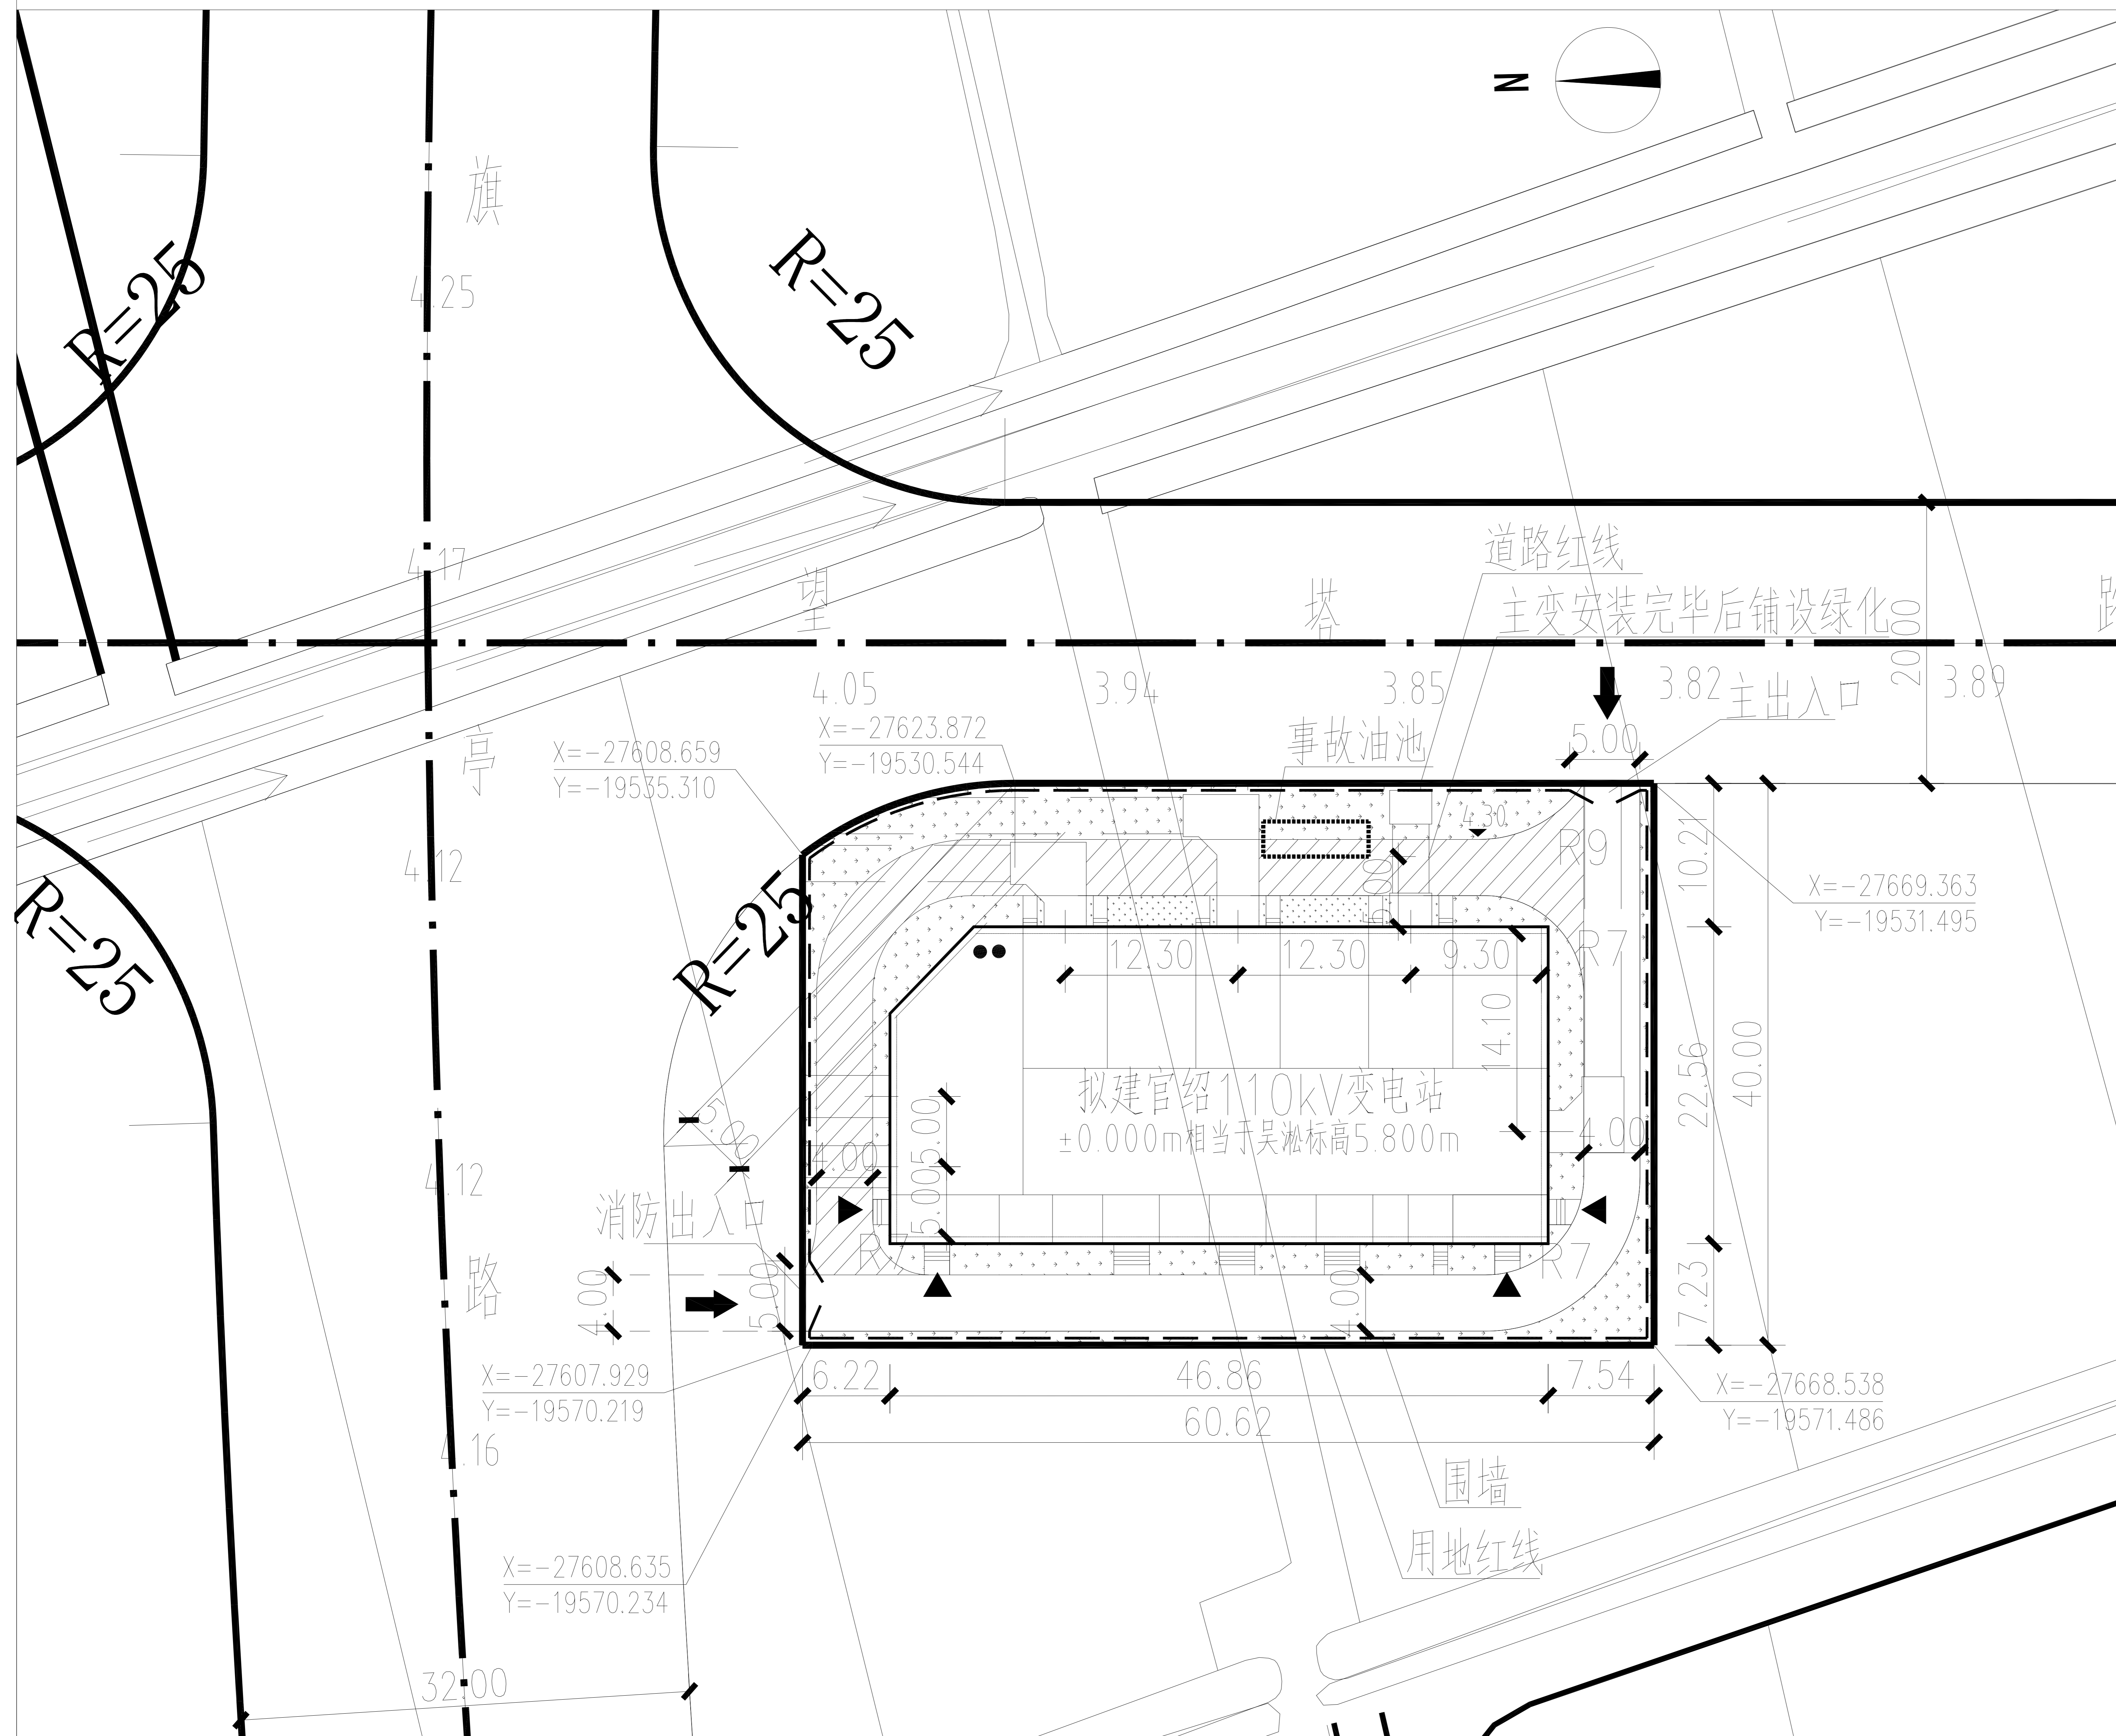 N
旗
R=25
R=25
4.25
道路红线
4.17
望
塔
主变安装完毕后铺设绿化
20.00
4.05
3.94
3.85
3.82
3.89
主出入口
X=-27623.872
Y=-19530.544
事故油池
5.00
亭
X=-27608.659
Y=-19535.310
4.30
R9
10.21
4.12
R=25
R=25
5.00
X=-27669.363
Y=-19531.495
12.30
12.30
9.30
R7
14.10
22.56
40.00
拟建官绍110kV变电站
±0.000m相当于吴淞标高5.800m
5.00
4.00
5.00
5.00
4.00
4.12
消防出入口
R7
R7
路
4.00
5.00
4.00
7.23
X=-27607.929
Y=-19570.219
6.22
46.86
7.54
X=-27668.538
Y=-19571.486
60.62
4.16
围墙
用地红线
X=-27608.635
Y=-19570.234
32.00